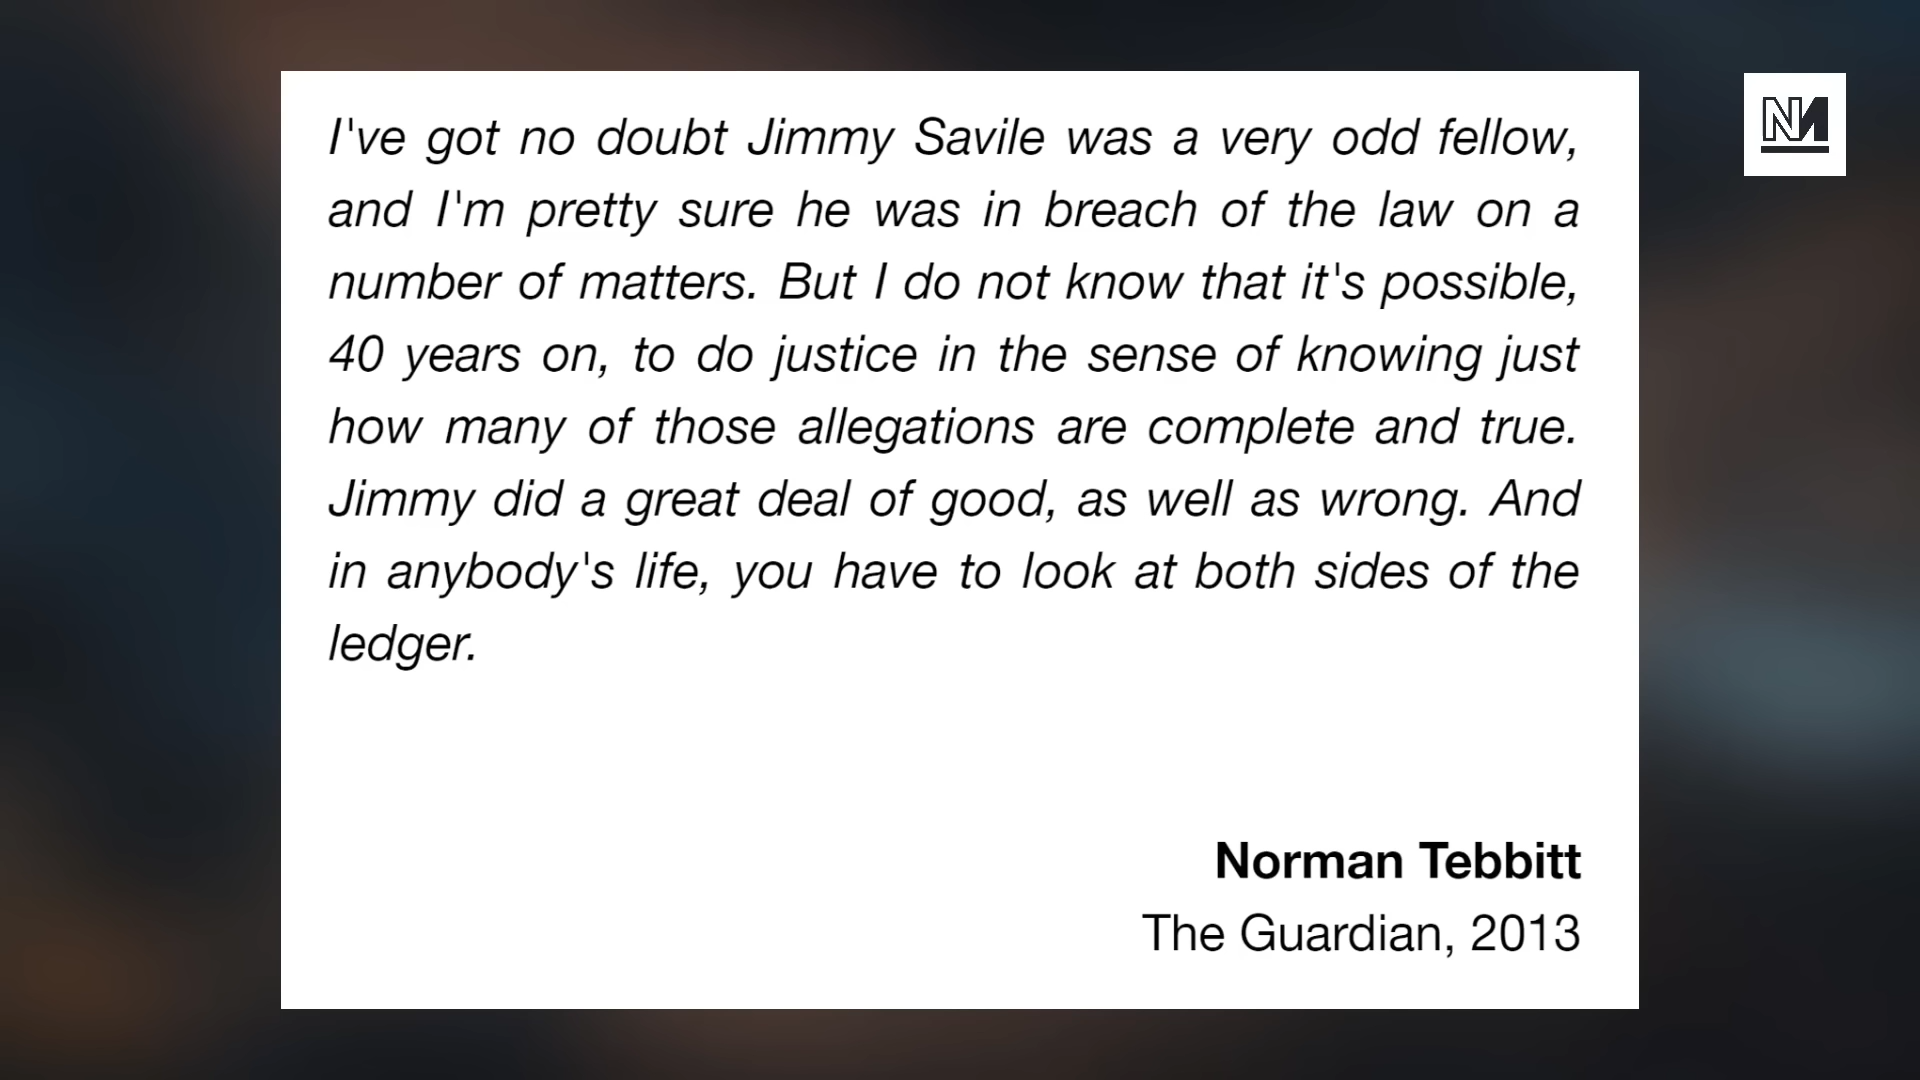 I've got no doubt Jimmy Savile was a very odd fellow,
and I'm pretty sure he was in breach of the law on a
number of matters. But I do not know that it's possible,
40 years on, to do justice in the sense of knowing just
how many of those allegations are complete and true.
Jimmy did a great deal of good, as well as wrong. And
in anybody's life, you have to look at both sides of the
ledger.
Norman Tebbitt
The Guardian, 2013
NM